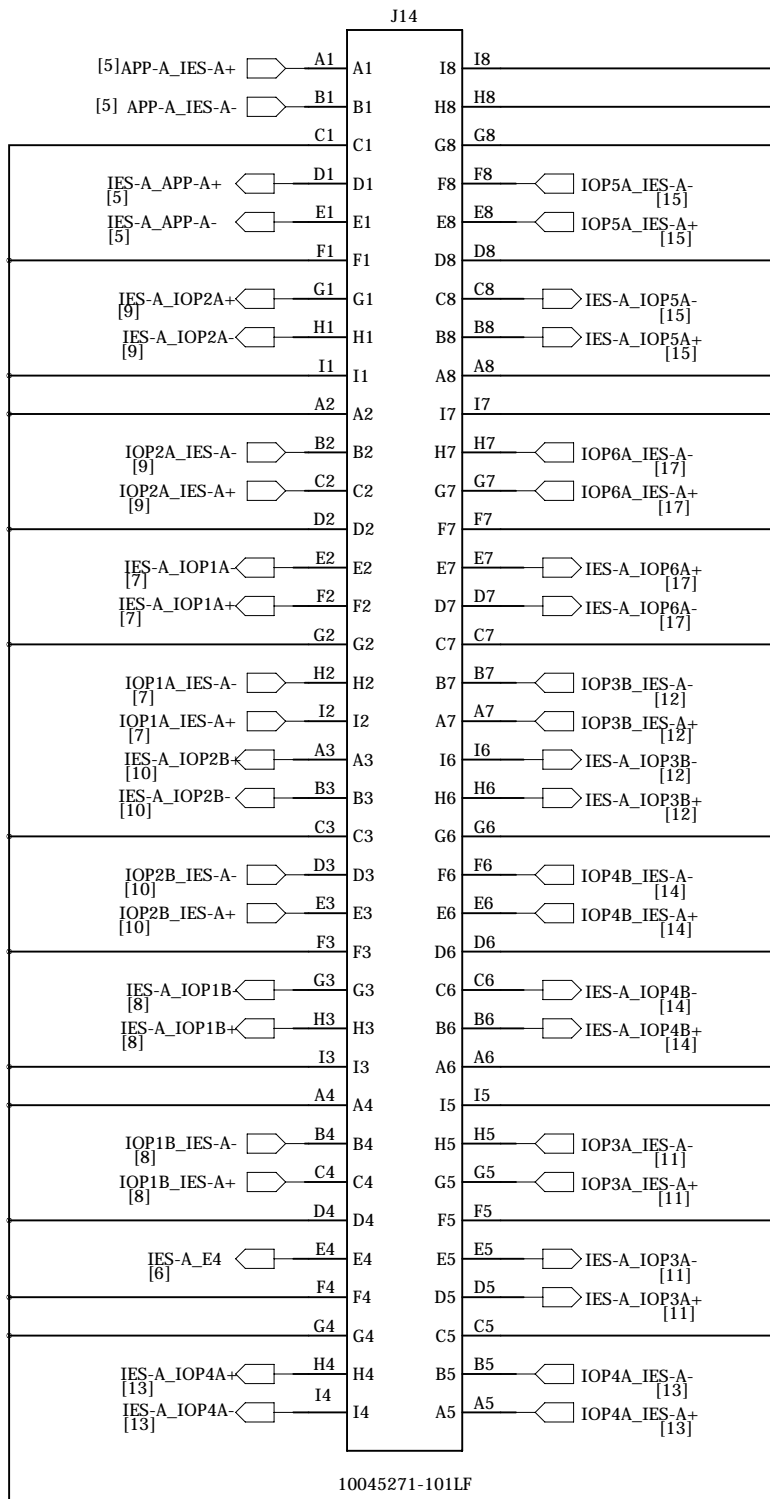 J14
[5]APP-A_IES-A+ A1 A1 I8 I8
[5] APP-A_IES-A- B1 B1 H8 H8
C1 C1 G8 G8
IES-A_APP-A+ D1 D1 F8 F8 IOP5A_IES-A-
[5] [15]
IES-A_APP-A- E1 E1 E8 E8 IOP5A_IES-A+
[5] [15]
F1 F1 D8 D8
IES-A_IOP2A+ G1 G1 C8 C8 IES-A_IOP5A-
[9] [15]
IES-A_IOP2A- H1 H1 B8 B8 IES-A_IOP5A+
[9] [15]
I1 I1 A8 A8
A2 A2 I7 I7
IOP2A_IES-A- B2 B2 H7 H7 IOP6A_IES-A-
[9] [17]
IOP2A_IES-A+ C2 C2 G7 G7 IOP6A_IES-A+
[9] [17]
D2 D2 F7 F7
IES-A_IOP1A- E2 E2 E7 E7 IES-A_IOP6A+
[7] [17]
IES-A_IOP1A+ F2 F2 D7 D7 IES-A_IOP6A-
[7] [17]
G2 G2 C7 C7
IOP1A_IES-A- H2 H2 B7 B7 IOP3B_IES-A-
[7] [12]
IOP1A_IES-A+ I2 I2 A7 A7 IOP3B_IES-A+
[7] [12]
IES-A_IOP2B+ A3 A3 I6 I6 IES-A_IOP3B-
[10] [12]
IES-A_IOP2B- B3 B3 H6 H6 IES-A_IOP3B+
[10] [12]
C3 C3 G6 G6
IOP2B_IES-A- D3 D3 F6 F6 IOP4B_IES-A-
[10] [14]
IOP2B_IES-A+ E3 E3 E6 E6 IOP4B_IES-A+
[10] [14]
F3 F3 D6 D6
IES-A_IOP1B- G3 G3 C6 C6 IES-A_IOP4B-
[8] [14]
IES-A_IOP1B+ H3 H3 B6 B6 IES-A_IOP4B+
[8] [14]
I3 I3 A6 A6
A4 A4 I5 I5
IOP1B_IES-A- B4 B4 H5 H5 IOP3A_IES-A-
[8] [11]
IOP1B_IES-A+ C4 C4 G5 G5 IOP3A_IES-A+
[8] [11]
D4 D4 F5 F5
IES-A_E4 E4 E4 E5 E5 IES-A_IOP3A-
[6] [11]
F4 F4 D5 D5 IES-A_IOP3A+
[11]
G4 G4 C5 C5
IES-A_IOP4A+ H4 H4 B5 B5 IOP4A_IES-A-
[13] [13]
IES-A_IOP4A- I4 I4 A5 A5 IOP4A_IES-A+
[13] [13]
10045271-101LF